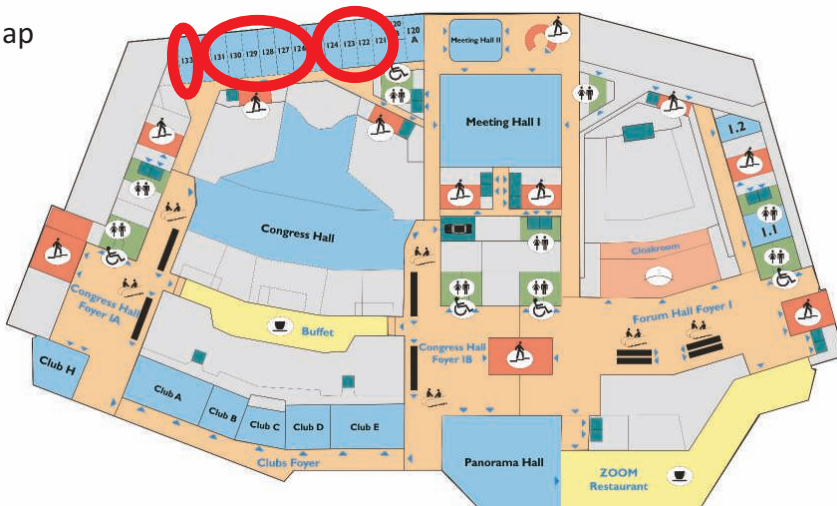 ap
133
131
130
129
128
127
126
124
123
122
121
120
A
Meeting Hall II
Meeting Hall I
1.2
1.1
Congress Hall
Cloakroom
Congress Hall
Foyer IA
Buffet
Forum Hall Foyer I
Congress Hall
Foyer IB
Club H
Club A
Club B
Club C
Club D
Club E
Clubs Foyer
Panorama Hall
ZOOM
Restaurant